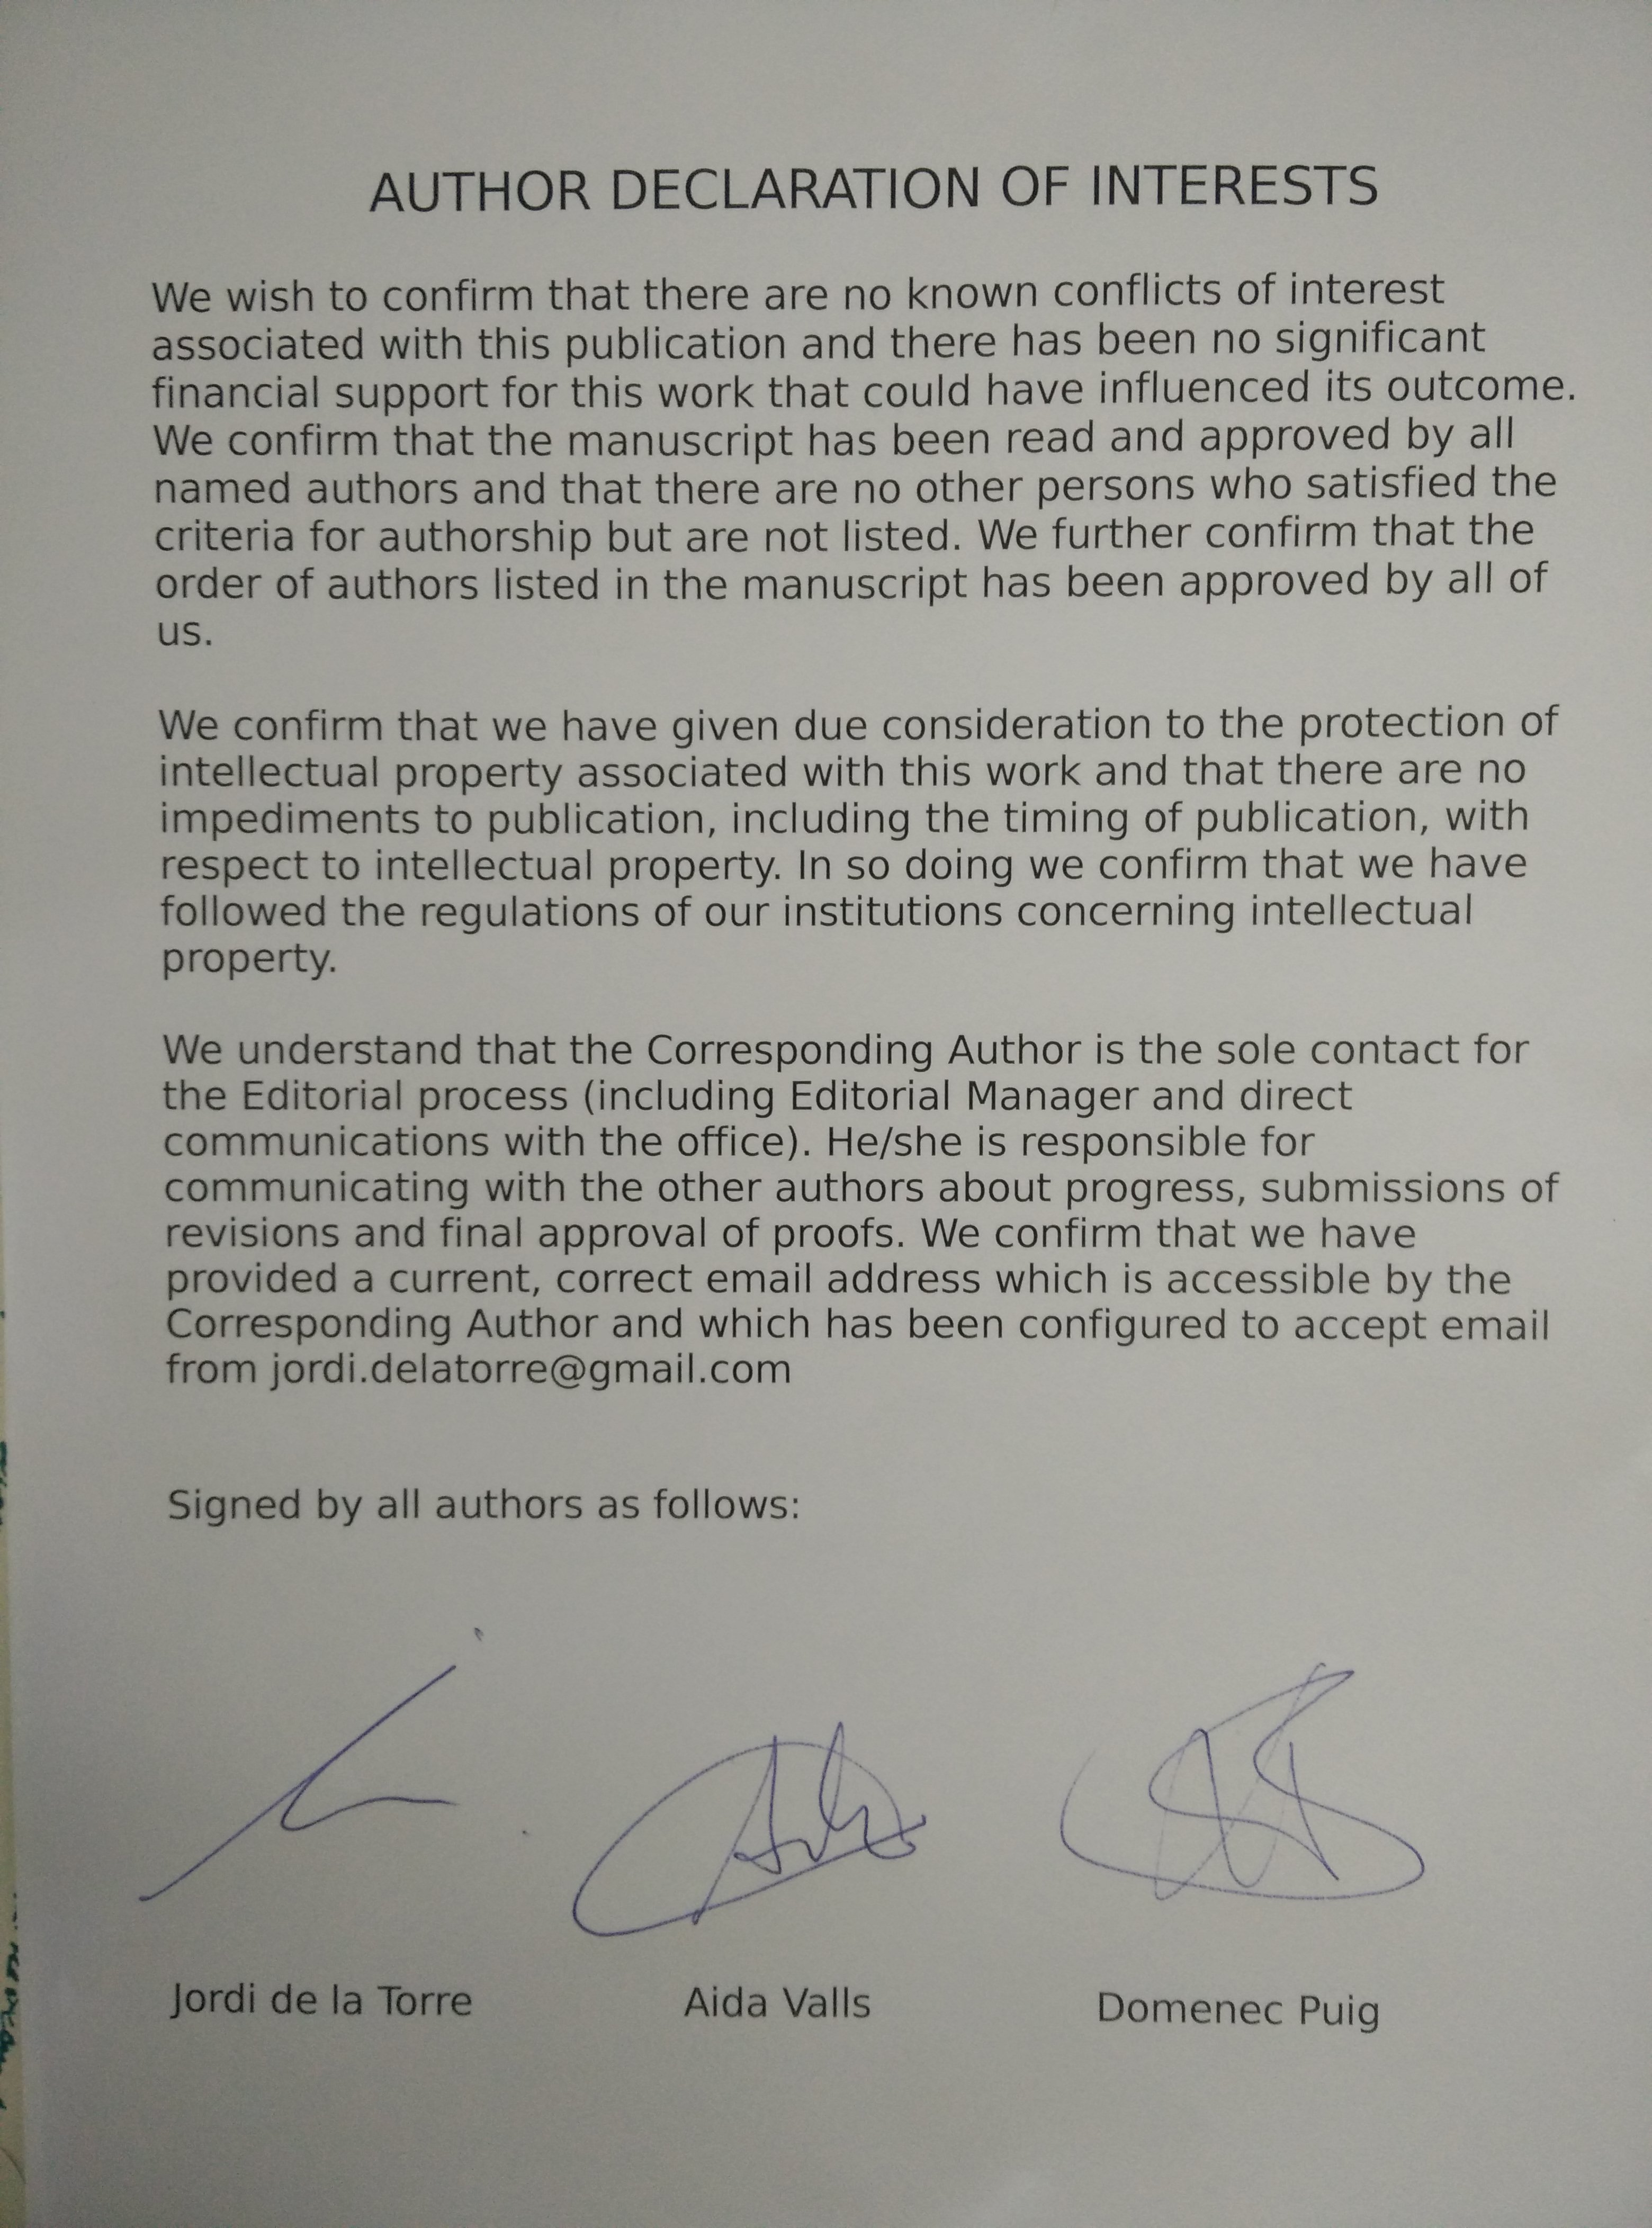 AUTHOR DECLARATION OF INTERESTS
We wish to confirm that there are no known conflicts of interest
associated with this publication and there has been no significant
financial support for this work that could have influenced its outcome.
We confirm that the manuscript has been read and approved by all
named authors and that there are no other persons who satisfied the
criteria for authorship but are not listed. We further confirm that the
order of authors listed in the manuscript has been approved by all of
us.
We confirm that we have given due consideration to the protection of
intellectual property associated with this work and that there are no
impediments to publication, including the timing of publication, with
respect to intellectual property. In so doing we confirm that we have
followed the regulations of our institutions concerning intellectual
property.
We understand that the Corresponding Author is the sole contact for
the Editorial process (including Editorial Manager and direct
communications with the office). He/she is responsible for
communicating with the other authors about progress, submissions of
revisions and final approval of proofs. We confirm that we have
provided a current, correct email address which is accessible by the
Corresponding Author and which has been configured to accept email
from jordi.delatorre@gmail.com
Signed by all authors as follows:
Jordi de la Torre Aida Valls Domenec Puig